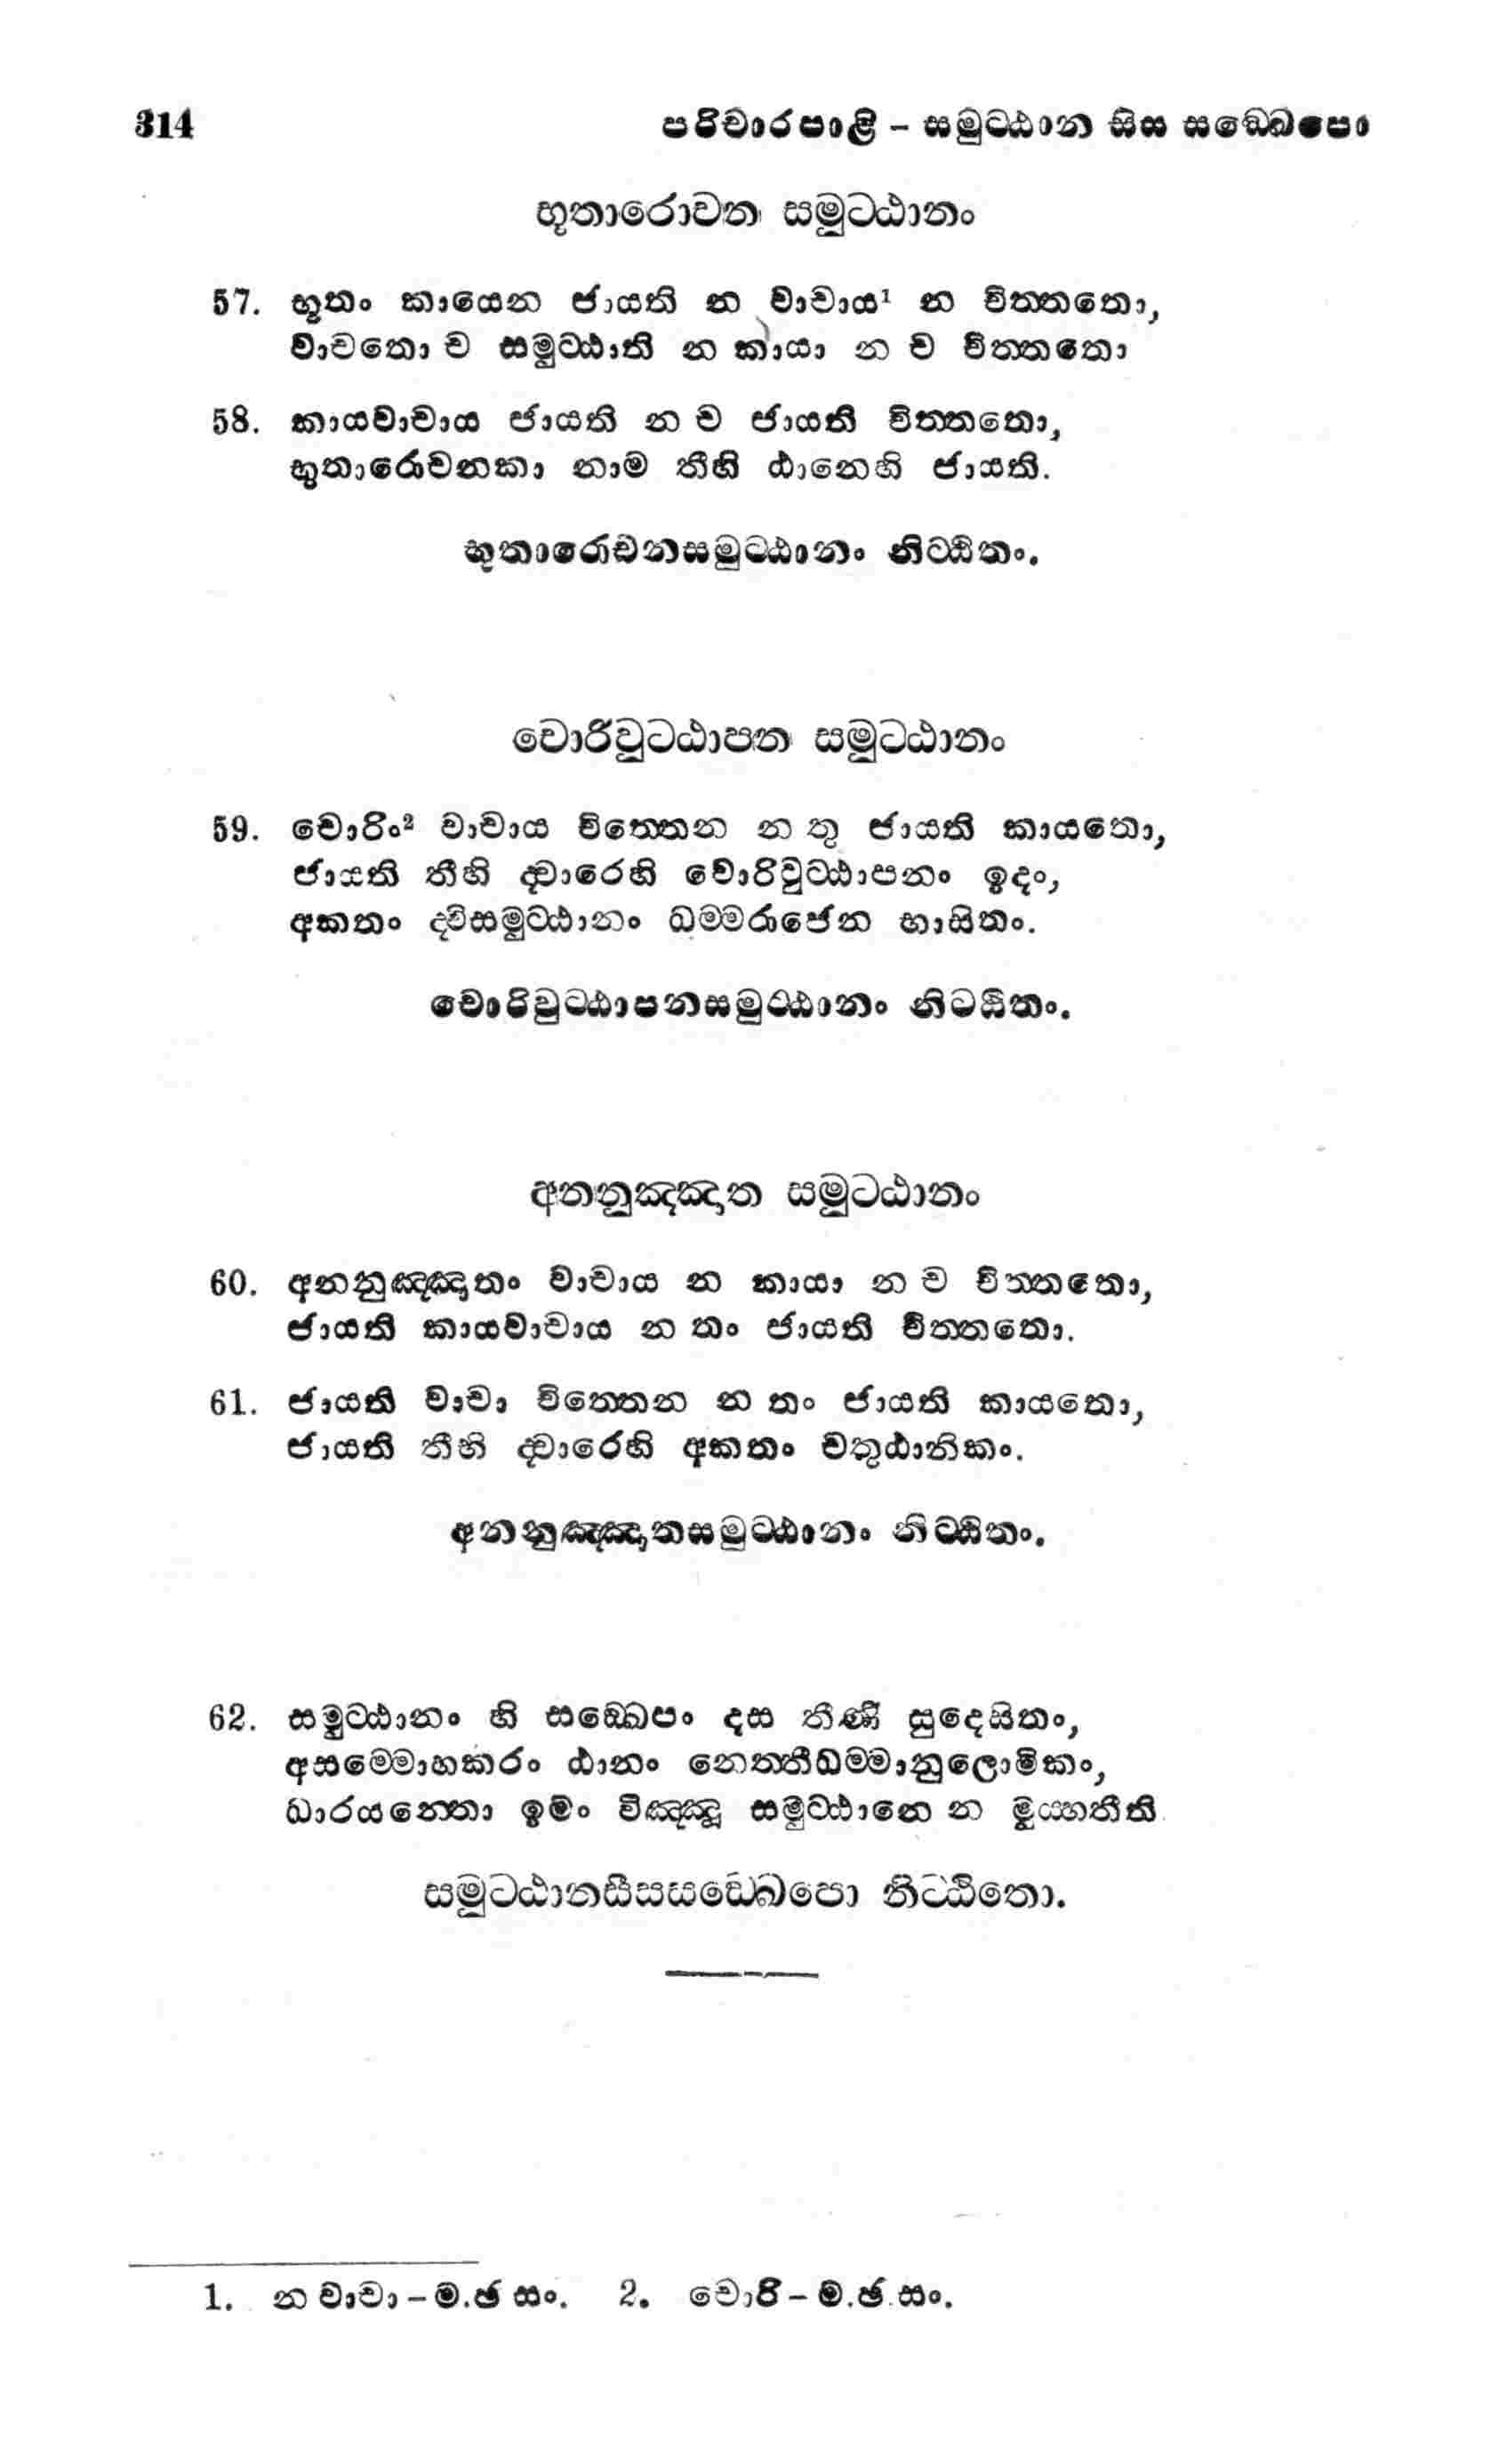 314 පරිවාරපාළි – සමුට්ඨාන සීස සඞ්ඛෙපො
භූතාරොචන සමුට්ඨානං
57. භූතං කායෙන ජායති න වාචාය¹ න චිත්තතො,
වාචතො ච සමුට්ඨාති න කායා න ච චිත්තතො
58. කායවාචාය ජායති න ච ජායති චිත්තතො,
භූතාරොචනකා නාම තීහි ඨානෙහි ජායති.
භූතාරොචනසමුට්ඨානං නිට්ඨිතං.
චොරිවුට්ඨාපන සමුට්ඨානං
59. චොරිං² වාචාය චිත්තෙන න තු ජායති කායතො,
ජායති තීහි ද්වාරෙහි චොරිවුට්ඨාපනං ඉදං,
අකතං ද්විසමුට්ඨානං ධම්මරාජෙන භාසිතං.
චොරිවුට්ඨාපනසමුට්ඨානං නිට්ඨිතං.
අනනුඤ්ඤාත සමුට්ඨානං
60. අනනුඤ්ඤාතං වාචාය න කායා න ච චිත්තතො,
ජායති කායවාචාය න තං ජායති චිත්තතො.
61. ජායති වාචා චිත්තෙන න තං ජායති කායතො,
ජායති තීහි ද්වාරෙහි අකතං චතුඨානිකං.
අනනුඤ්ඤාතසමුට්ඨානං නිට්ඨිතං.
62. සමුට්ඨානං හි සඞ්ඛෙපං දස තීණි සුදෙසිතං,
අසම්මොහකරං ඨානං නෙත්තිධම්මානුලොමිකං,
ධාරයන්තො ඉමං විඤ්ඤූ සමුට්ඨානෙ න මුය්හතීති
සමුට්ඨානසීසසඞ්ඛෙපො නිට්ඨිතො.
1. න වාචා – ම.ඡ සං. 2. චොරි – ම.ඡ.සං.